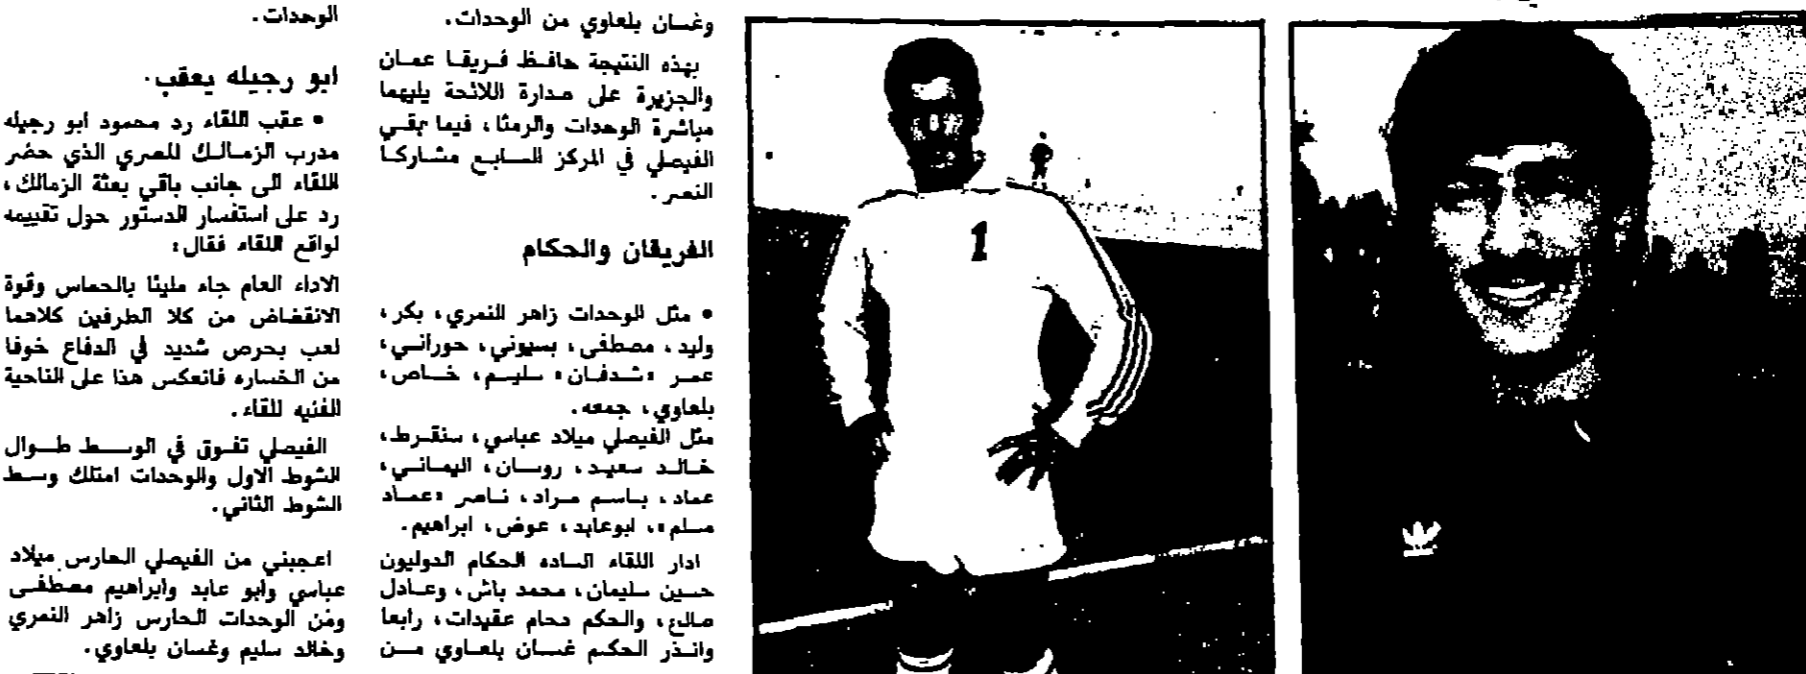 وغسان بلعاوي من الوحدات.
بهذه النتيجة حافظ فريقا عمان
والجزيرة على صدارة اللائحة يليهما
مباشرة الوحدات والرمثا، فيما بقي
الفيصلي في المركز السابع مشاركا
النصر.
الفريقان والحكام
• مثل الوحدات زاهر النمري، بكر،
وليد، مصطفى، بسيوني، حوراني،
عمر «شدفان» سليم، خاص،
بلعاوي، جمعه.
مثل الفيصلي ميلاد عباسي، سنقرط،
خالد سعيد، روسان، اليماني،
عماد، باسم مراد، ناصر «عماد
مسلم»، ابوعابد، عوض، ابراهيم.
ادار اللقاء الساده الحكام الدوليون
حسين سليمان، محمد باش، وعادل
صالح، والحكم دحام عقيدات، رابعا
وانذر الحكم غسان بلعاوي من
الوحدات.
ابو رجيله يعقب.
• عقب اللقاء رد محمود ابو رجيله
مدرب الزمالك المصري الذي حضر
اللقاء الى جانب باقي بعثة الزمالك،
رد على استفسار الدستور حول تقييمه
لواقع اللقاء فقال:
الاداء العام جاء مليئا بالحماس وقوة
الانقضاض من كلا الطرفين كلاهما
لعب بحرص شديد في الدفاع خوفا
من الخساره فانعكس هذا على الناحية
الفنيه للقاء.
الفيصلي تفوق في الوسط طوال
الشوط الاول والوحدات امتلك وسط
الشوط الثاني.
اعجبني من الفيصلي الحارس ميلاد
عباسي وابو عابد وابراهيم مصطفى
ومن الوحدات الحارس زاهر النمري
وخالد سليم وغسان بلعاوي.
1